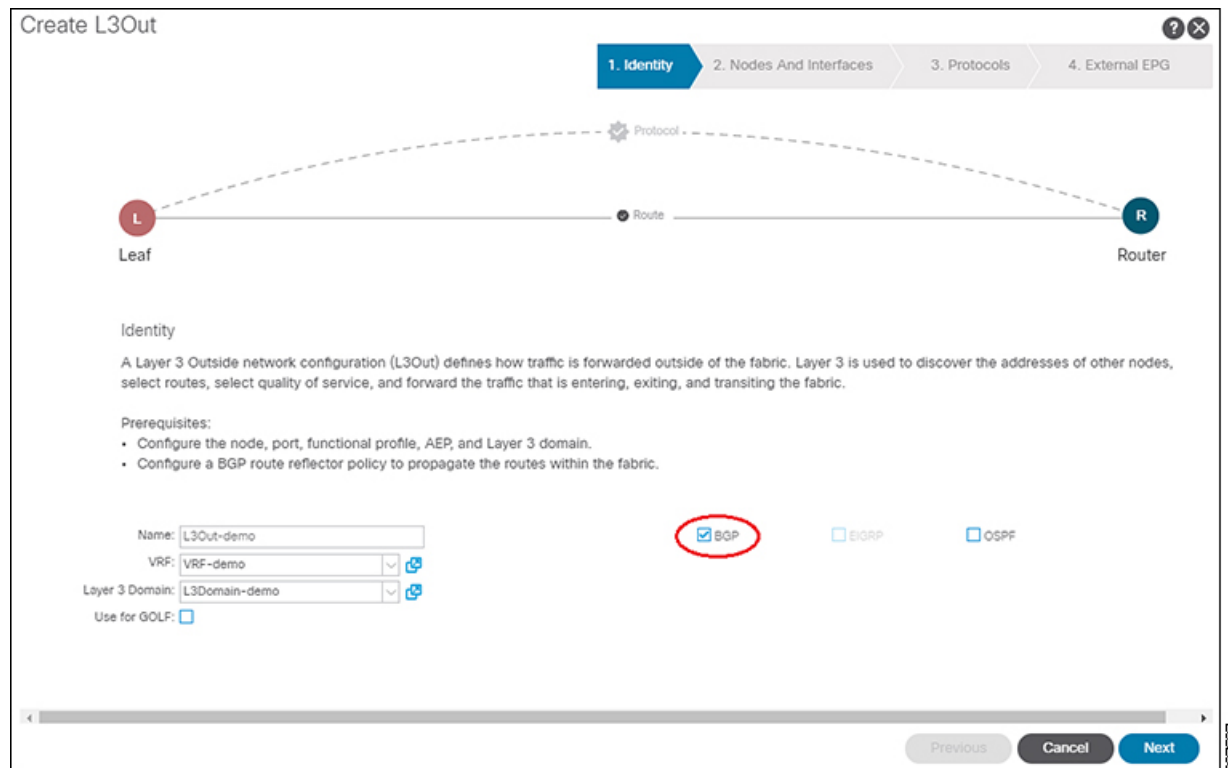 Create L3Out
?
1. Identity
2. Nodes And Interfaces
3. Protocols
4. External EPG
Protocol
L
Route
R
Leaf
Router
Identity
A Layer 3 Outside network configuration (L3Out) defines how traffic is forwarded outside of the fabric. Layer 3 is used to discover the addresses of other nodes,
select routes, select quality of service, and forward the traffic that is entering, exiting, and transiting the fabric.
Prerequisites:
• Configure the node, port, functional profile, AEP, and Layer 3 domain.
• Configure a BGP route reflector policy to propagate the routes within the fabric.
Name: L3Out-demo
BGP
EIGRP
OSPF
VRF: VRF-demo
Layer 3 Domain: L3Domain-demo
Use for GOLF:
Previous
Cancel
Next